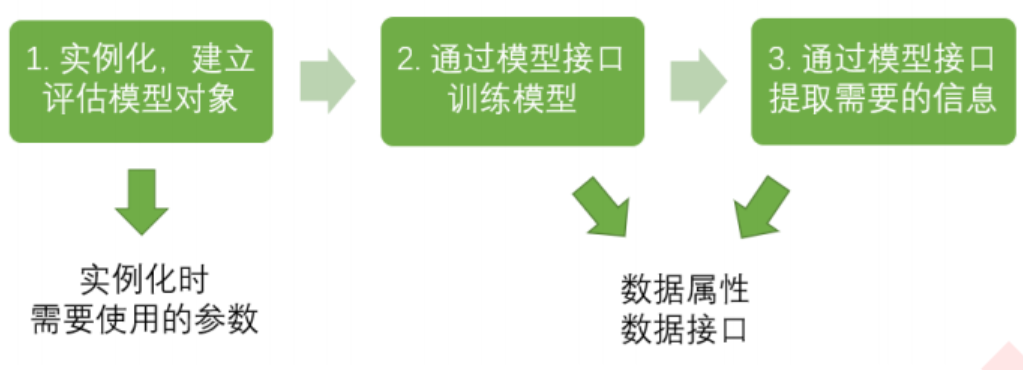 1. 实例化，建立
评估模型对象
2. 通过模型接口
训练模型
3. 通过模型接口
提取需要的信息
实例化时
需要使用的参数
数据属性
数据接口